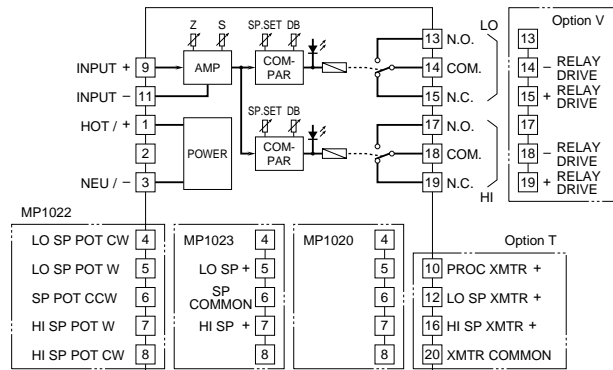 Z S SP.SET DB LO Option V
13 N.O. 13
INPUT + 9 AMP COM-PAR 14 COM. 14 − RELAY DRIVE
INPUT − 11 15 N.C. 15 + RELAY DRIVE
HOT / + 1 SP.SET DB 17 N.O. 17
2 POWER COM-PAR 18 COM. 18 − RELAY DRIVE
NEU / − 3 19 N.C. 19 + RELAY DRIVE
HI
MP1022
LO SP POT CW 4
LO SP POT W 5
SP POT CCW 6
HI SP POT W 7
HI SP POT CW 8
MP1023 4
LO SP + 5
SP COMMON 6
HI SP + 7
8
MP1020 4
5
6
7
8
Option T
10 PROC XMTR +
12 LO SP XMTR +
16 HI SP XMTR +
20 XMTR COMMON